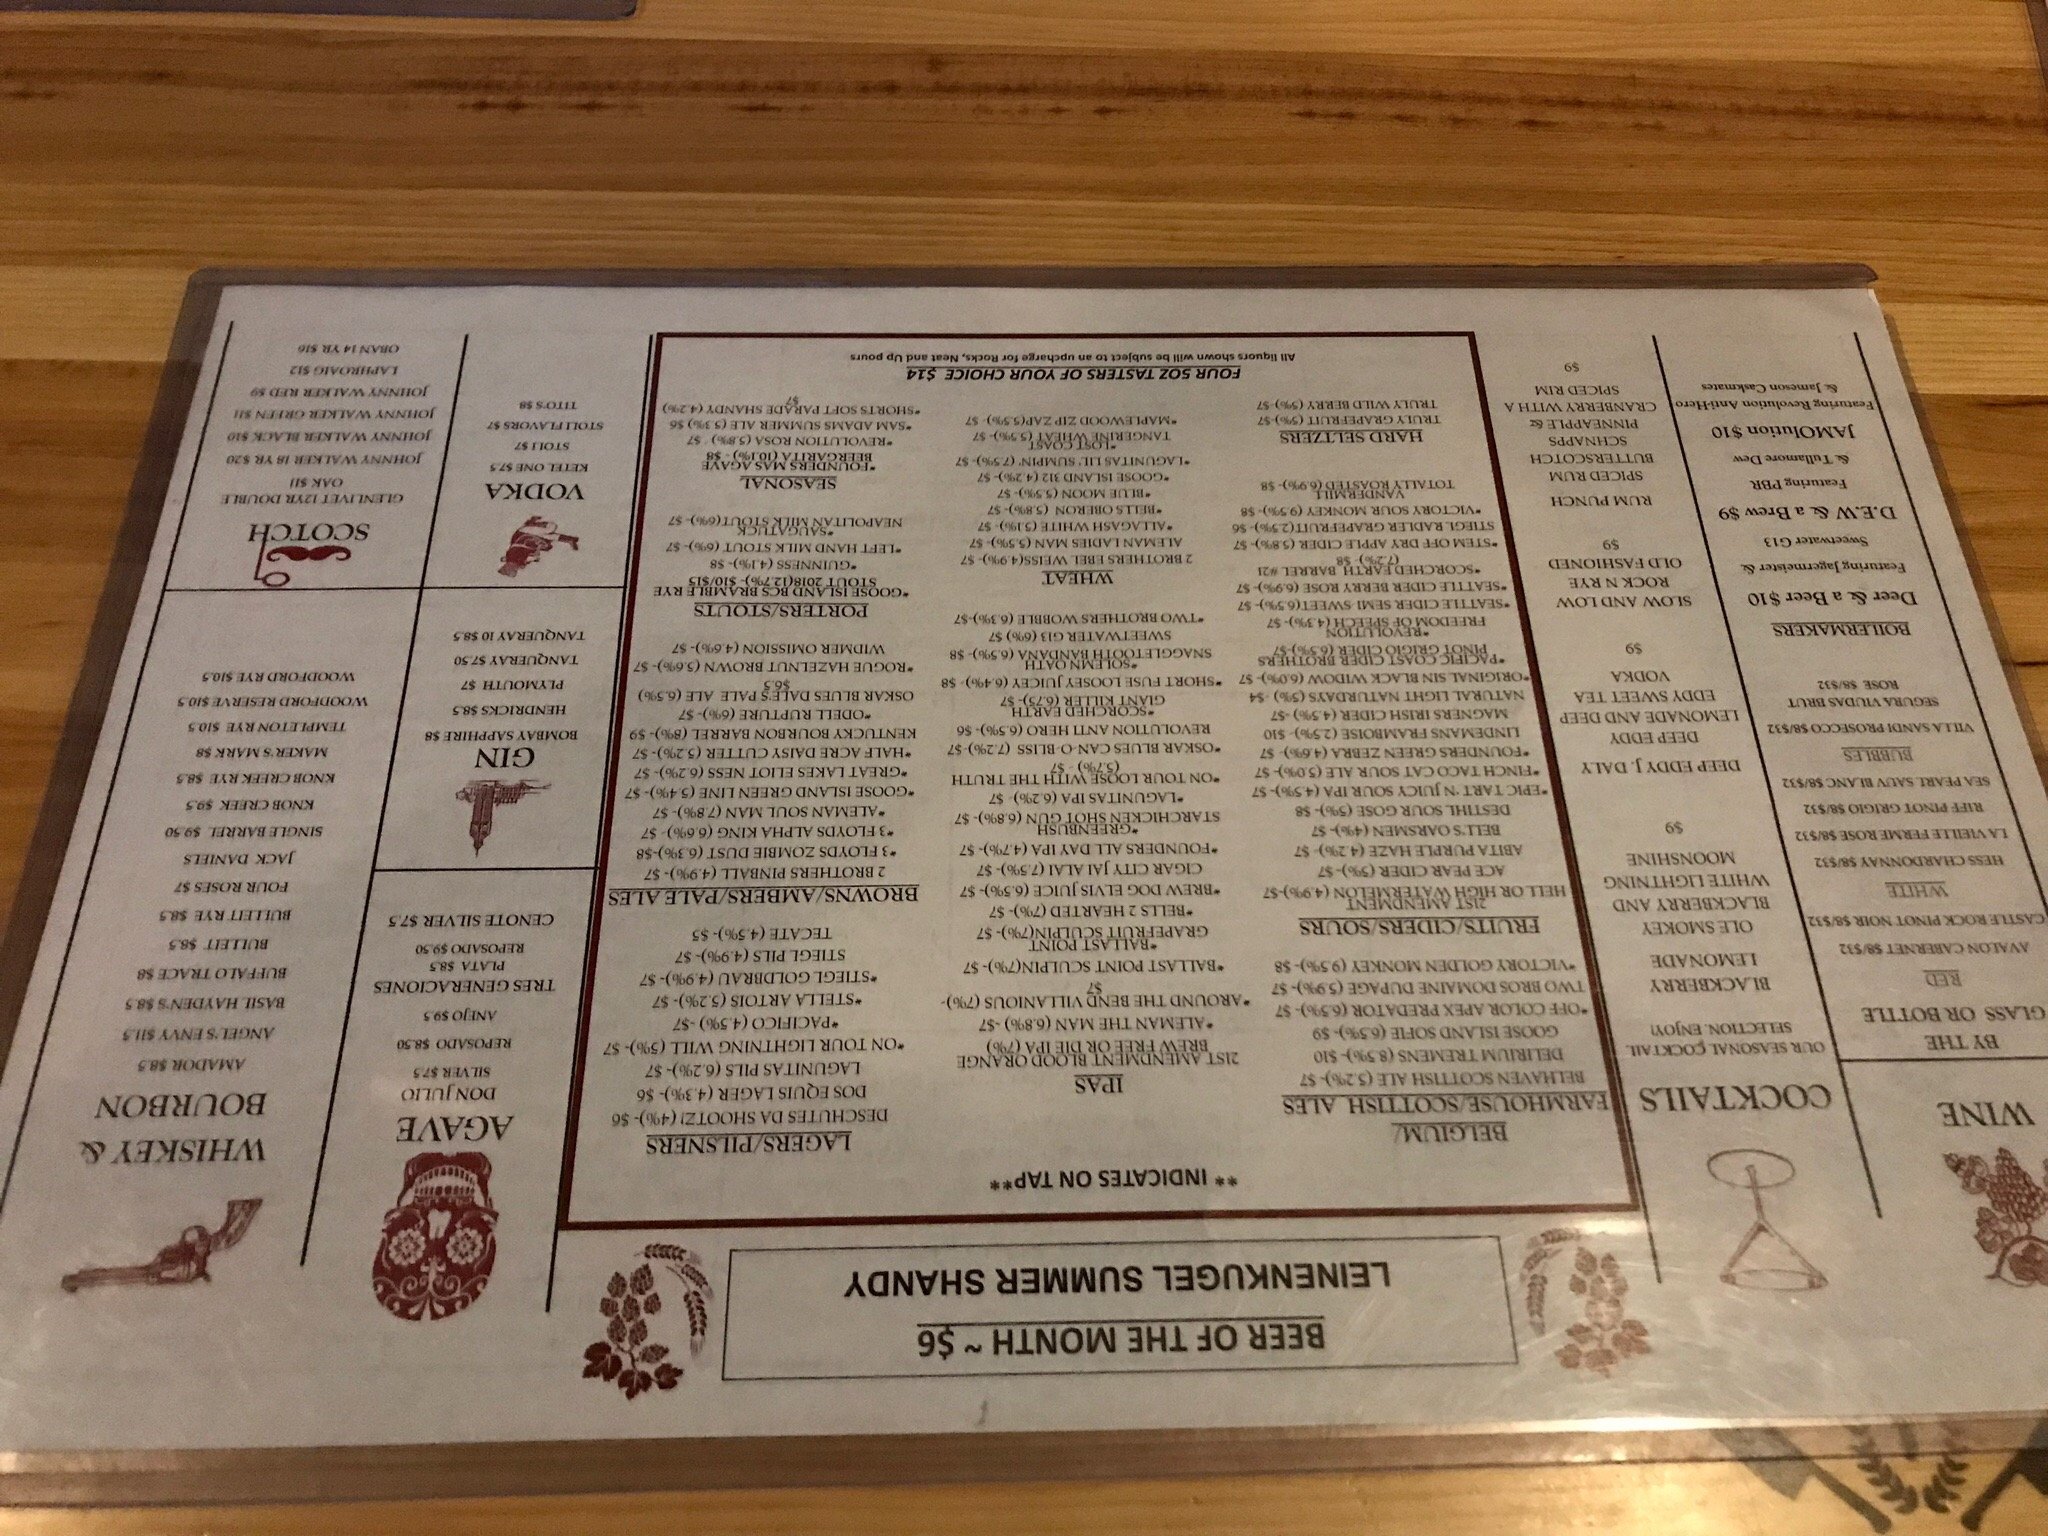 BEER OF THE MONTH ~ $6
LEINENKUGEL SUMMER SHANDY
WINE
BY THE
GLASS OR BOTTLE
RED
AVALON CABERNET $8/$32
CASTLE ROCK PINOT NOIR $8/$32
WHITE
HESS CHARDONNAY $8/$32
LA VIEILLE FERME ROSE $8/$32
RIFF PINOT GRIGIO $8/$32
SEA PEARL SAUV BLANC $8/$32
BUBBLES
VILLA SANDI PROSECCO $8/$32
SEGURA VIUDAS BRUT
ROSE $8/$32
BOILERMAKERS
Deer & a Beer $10
Featuring Jagermeister &
Sweetwater G13
D.E.W & a Brew $9
Featuring PBR
& Tullamore Dew
JAMOlution $10
Featuring Revolution Anti-Hero
& Jameson Caskmates
COCKTAILS
OUR SEASONAL COCKTAIL
SELECTION. ENJOY!
BLACKBERRY
LEMONADE
OLE SMOKEY
BLACKBERRY AND
WHITE LIGHTNING
MOONSHINE
$9
DEEP EDDY J. DALY
DEEP EDDY
LEMONADE AND DEEP
EDDY SWEET TEA
VODKA
$9
SLOW AND LOW
ROCK N RYE
OLD FASHIONED
$9
RUM PUNCH
SPICED RUM
BUTTERSCOTCH
SCHNAPPS
PINEAPPLE &
CRANBERRY WITH A
SPICED RIM
$9
** INDICATES ON TAP**
BELGIUM/
FARMHOUSE/SCOTTISH ALES
BELHAVEN SCOTTISH ALE (5.2%)- $7
DELIRIUM TREMENS (8.5%)- $10
GOOSE ISLAND SOFIE (6.5%)- $9
*OFF COLOR APEX PREDATOR (6.5%)- $7
TWO BROS DOMAINE DUPAGE (5.9%)- $7
*VICTORY GOLDEN MONKEY (9.5%)- $8
FRUITS/CIDERS/SOURS
21ST AMENDMENT
HELL OR HIGH WATERMELON (4.9%)- $7
ACE PEAR CIDER (5%)- $7
ABITA PURPLE HAZE (4.2%)- $7
BELL'S OARSMEN (4%)- $7
DESTIHL SOUR GOSE (5%)- $8
*EPIC TART 'N JUICY SOUR IPA (4.5%)- $7
*FINCH TACO CAT SOUR ALE (5.0%)- $7
*FOUNDERS GREEN ZEBRA (4.6%)- $7
LINDEMANS FRAMBOISE (2.5%)- $10
MAGNERS IRISH CIDER (4.5%) -$7
NATURAL LIGHT NATURDAYS (5%) -$4
*ORIGINAL SIN BLACK WIDOW (6.0%)- $7
*PACIFIC COAST CIDER BROTHERS
PINOT GRIGIO CIDER (6.5%)- $7
*REVOLUTION
FREEDOM OF SPEECH (4.3%)- $7
*SEATTLE CIDER SEMI-SWEET (6.5%)- $7
*SEATTLE CIDER BERRY ROSE (6.9%)- $7
*SCORCHED EARTH BARREL #21
(7.2%)- $8
*STEM OFF DRY APPLE CIDER (5.8%)- $7
STIEGL RADLER GRAPEFRUIT (2.5%)- $6
*VICTORY SOUR MONKEY (9.5%)- $8
VANDERMILL
TOTALLY ROASTED (6.9%)- $8
HARD SELTZERS
TRULY GRAPEFRUIT (5%)- $7
TRULY WILD BERRY (5%)- $7
IPAS
21ST AMENDMENT BLOOD ORANGE
BREW FREE OR DIE IPA (7%)
*ALEMAN THE MAN (6.8%) -$7
*AROUND THE BEND VILLANIOUS (7%)-
$7
*BALLAST POINT SCULPIN(7%)- $7
*BALLAST POINT
GRAPEFRUIT SCULPIN(7%)- $7
*BELLS 2 HEARTED (7%)- $7
*BREW DOG ELVIS JUICE (6.5%)- $7
CIGAR CITY JAI ALAI (7.5%)- $7
*FOUNDERS ALL DAY IPA (4.7%)- $7
*GREENBUSH
STARCHICKEN SHOT GUN (6.8%)- $7
*LAGUNITAS IPA (6.2%)- $7
*ON TOUR LOOSE WITH THE TRUTH
(5.7%)- $7
*OSKAR BLUES CAN-O-BLISS (7.2%)- $7
REVOLUTION ANTI HERO (6.5%)- $6
*SCORCHED EARTH
GIANT KILLER (6.75)- $7
*SHORT FUSE LOOSEY JUICEY (6.4%)- $8
*SOLEMN OATH
SNAGGLETOOTH BANDANA (6.5%)- $8
SWEETWATER G13 (6%) $7
*TWO BROTHERS WOBBLE (6.3%)- $7
WHEAT
2 BROTHERS EBEL WEISS(4.9%)- $7
ALEMAN LADIES MAN (5.5%)- $7
*ALLAGASH WHITE (5.1%)- $7
*BELLS OBERON (5.8%)- $7
*BLUE MOON (5.5%)- $7
*GOOSE ISLAND 312 (4.2%)- $7
*LAGUNITAS LIL' SUMPIN' (7.5%)- $7
*LOST COAST
TANGERINE WHEAT (5.5%)- $7
*MAPLEWOOD ZIP ZAP(5.5%)- $7
LAGERS/PILSNERS
DESCHUTES DA SHOOTZ! (4%)- $6
DOS EQUIS LAGER (4.3%)- $6
LAGUNITAS PILS (6.2%)- $7
*ON TOUR LIGHTNING WILL (5%)- $7
*PACIFICO (4.5%) -$7
*STELLA ARTOIS (5.2%)- $7
*STIEGL GOLDBRAU (4.9%)- $7
STIEGL PILS (4.9%)- $7
TECATE (4.5%)- $5
BROWNS/AMBERS/PALE ALES
2 BROTHERS PINBALL (4.9%)- $7
*3 FLOYDS ZOMBIE DUST (6.3%)-$8
*3 FLOYDS ALPHA KING (6.6%)- $7
*ALEMAN SOUL MAN (7.8%)- $7
*GOOSE ISLAND GREEN LINE (5.4%)- $7
*GREAT LAKES ELIOT NESS (6.2%)- $7
*HALF ACRE DAISY CUTTER (5.2%)- $7
KENTUCKY BOURBON BARREL (8%)- $9
*ODELL RUPTURE (6%)- $7
OSKAR BLUES DALE'S PALE ALE (6.5%)
$6.5
*ROGUE HAZELNUT BROWN (5.6%)- $7
WIDMER OMISSION (4.6%)- $7
PORTERS/STOUTS
*GOOSE ISLAND BCS BRAMBLE RYE
STOUT 2018(12.7%)- $10/$15
*GUINNESS (4.1%)- $8
*LEFT HAND MILK STOUT (6%)- $7
*SAUGATUCK
NEAPOLITAN MILK STOUT(6%)- $7
SEASONAL
*FOUNDERS MAS AGAVE
BEERGARITA (10.1%)- $8
*REVOLUTION ROSA (5.8%)- $7
*SAM ADAMS SUMMER ALE (5.3%) $6
*SHORTS SOFT PARADE SHANDY (4.2%)
$7
FOUR 5OZ TASTERS OF YOUR CHOICE $14
All liquors shown will be subject to an upcharge for Rocks, Neat and Up pours
AGAVE
DON JULIO
SILVER $7.5
REPOSADO $8.50
ANEJO $9.5
TRES GENERACIONES
PLATA $8.5
REPOSADO $9.50
CENOTE SILVER $7.5
GIN
BOMBAY SAPPHIRE $8
HENDRICKS $8.5
PLYMOUTH $7
TANQUERAY $7.50
TANQUERAY 10 $8.5
VODKA
KETEL ONE $7.5
STOLI $7
STOLI FLAVORS $7
TITO'S $8
WHISKEY &
BOURBON
AMADOR $8.5
ANGEL'S ENVY $11.5
BASIL HAYDEN'S $8.5
BUFFALO TRACE $8
BULLEIT $8.5
BULLEIT RYE $8.5
FOUR ROSES $7
JACK DANIELS
SINGLE BARREL $9.50
KNOB CREEK $9.5
KNOB CREEK RYE $8.5
MAKER'S MARK $8
TEMPLETON RYE $10.5
WOODFORD RESERVE $10.5
WOODFORD RYE $10.5
SCOTCH
GLENLIVET 12YR DOUBLE
OAK $11
JOHNNY WALKER 18 YR $20
JOHNNY WALKER BLACK $10
JOHNNY WALKER GREEN $11
JOHNNY WALKER RED $9
LAPHROAIG $12
OBAN 14 YR $16